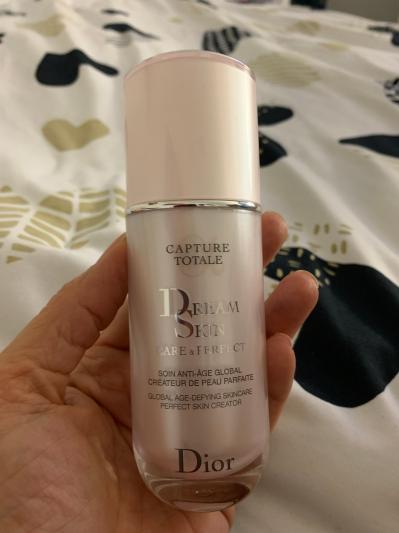 CAPTURE
TOTALE
DREAM
SKIN
CARE & PERFECT
SOIN ANTI-ÂGE GLOBAL
CRÉATEUR DE PEAU PARFAITE
GLOBAL AGE-DEFYING SKINCARE
PERFECT SKIN CREATOR
Dior